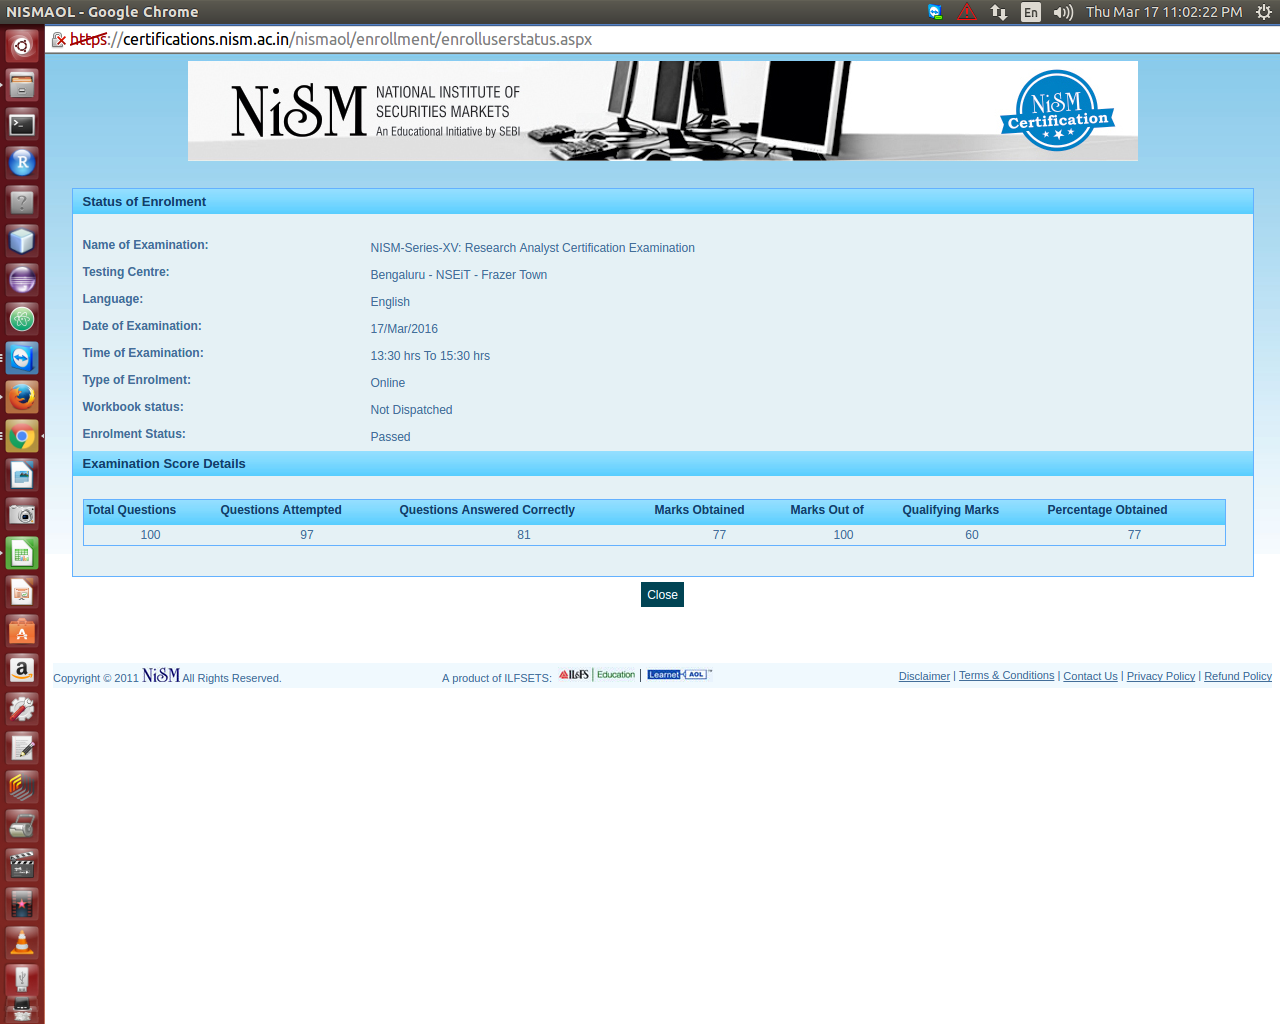 NISMAOL - Google Chrome
En
Thu Mar 17 11:02:22 PM
https://certifications.nism.ac.in/nismaol/enrollment/enrolluserstatus.aspx
NiSM
NATIONAL INSTITUTE OF
SECURITIES MARKETS
An Educational Initiative by SEBI
NiSM
Certification
Status of Enrolment
Name of Examination: NISM-Series-XV: Research Analyst Certification Examination
Testing Centre: Bengaluru - NSEiT - Frazer Town
Language: English
Date of Examination: 17/Mar/2016
Time of Examination: 13:30 hrs To 15:30 hrs
Type of Enrolment: Online
Workbook status: Not Dispatched
Enrolment Status: Passed
Examination Score Details
Total Questions Questions Attempted Questions Answered Correctly Marks Obtained Marks Out of Qualifying Marks Percentage Obtained
100 97 81 77 100 60 77
Close
Copyright © 2011 NiSM All Rights Reserved. A product of ILFSETS: IL&FS | Education | Learnet AOL Disclaimer | Terms & Conditions | Contact Us | Privacy Policy | Refund Policy